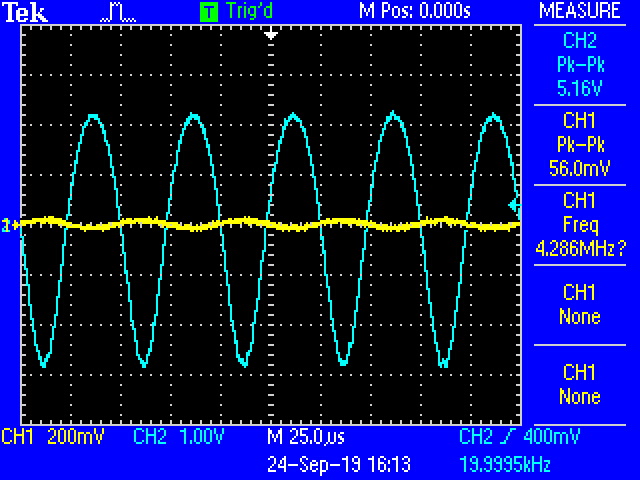 Tek T Trig'd M Pos: 0.000s MEASURE
CH2
Pk-Pk
5.16V
CH1
Pk-Pk
56.0mV
CH1
Freq
4.286MHz?
CH1
None
CH1
None
CH1 200mV CH2 1.00V M 25.0µs CH2 400mV
24-Sep-19 16:13 19.9995kHz